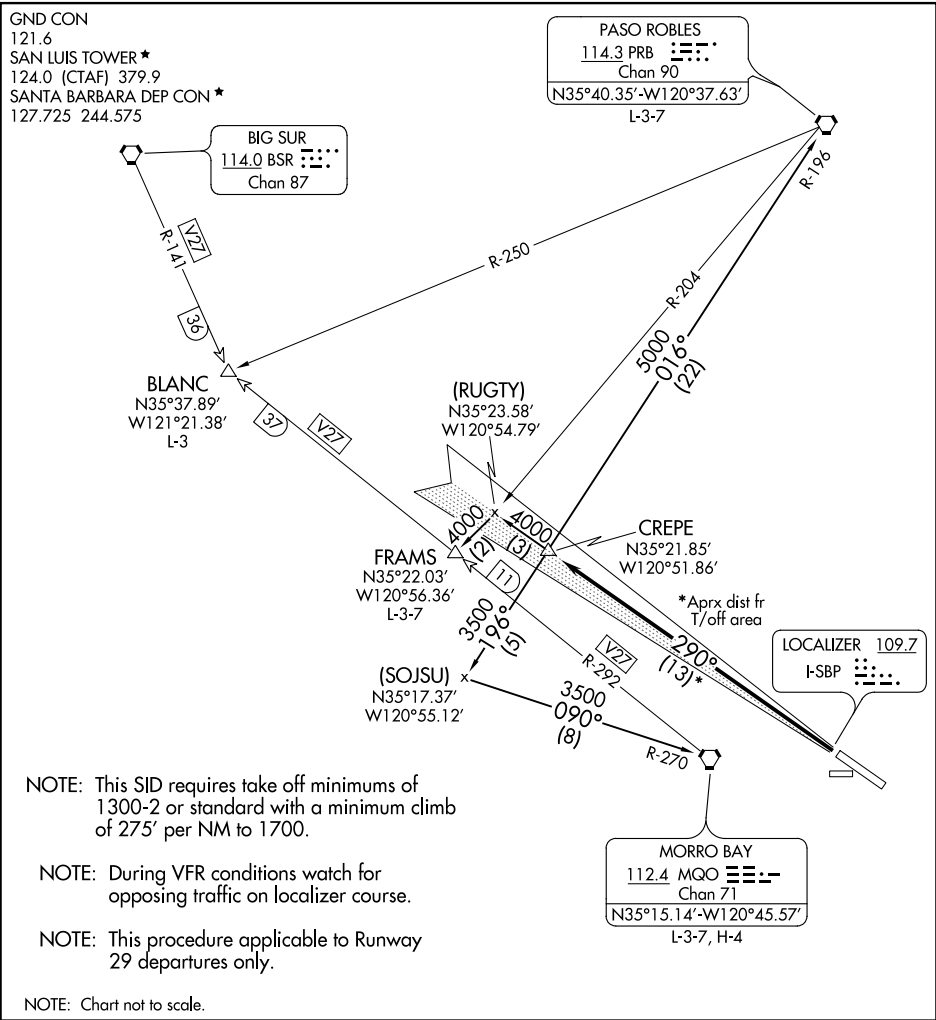 GND CON
121.6
SAN LUIS TOWER ★
124.0 (CTAF) 379.9
SANTA BARBARA DEP CON ★
127.725 244.575
PASO ROBLES
114.3 PRB
Chan 90
N35°40.35′-W120°37.63′
L-3-7
BIG SUR
114.0 BSR
Chan 87
R-196
V27
R-141
R-250
R-204
36
5000
016°
(22)
BLANC
N35°37.89′
W121°21.38′
L-3
(RUGTY)
N35°23.58′
W120°54.79′
37
V27
4000
(2)
4000
(3)
CREPE
N35°21.85′
W120°51.86′
FRAMS
N35°22.03′
W120°56.36′
L-3-7
11
*Aprx dist fr
T/off area
3500
196°
(5)
290°
(13)*
LOCALIZER 109.7
I-SBP
V27
R-292
(SOJSU)
N35°17.37′
W120°55.12′
x
x
3500
090°
(8)
R-270
NOTE: This SID requires take off minimums of
1300-2 or standard with a minimum climb
of 275′ per NM to 1700.
NOTE: During VFR conditions watch for
opposing traffic on localizer course.
NOTE: This procedure applicable to Runway
29 departures only.
NOTE: Chart not to scale.
MORRO BAY
112.4 MQO
Chan 71
N35°15.14′-W120°45.57′
L-3-7, H-4